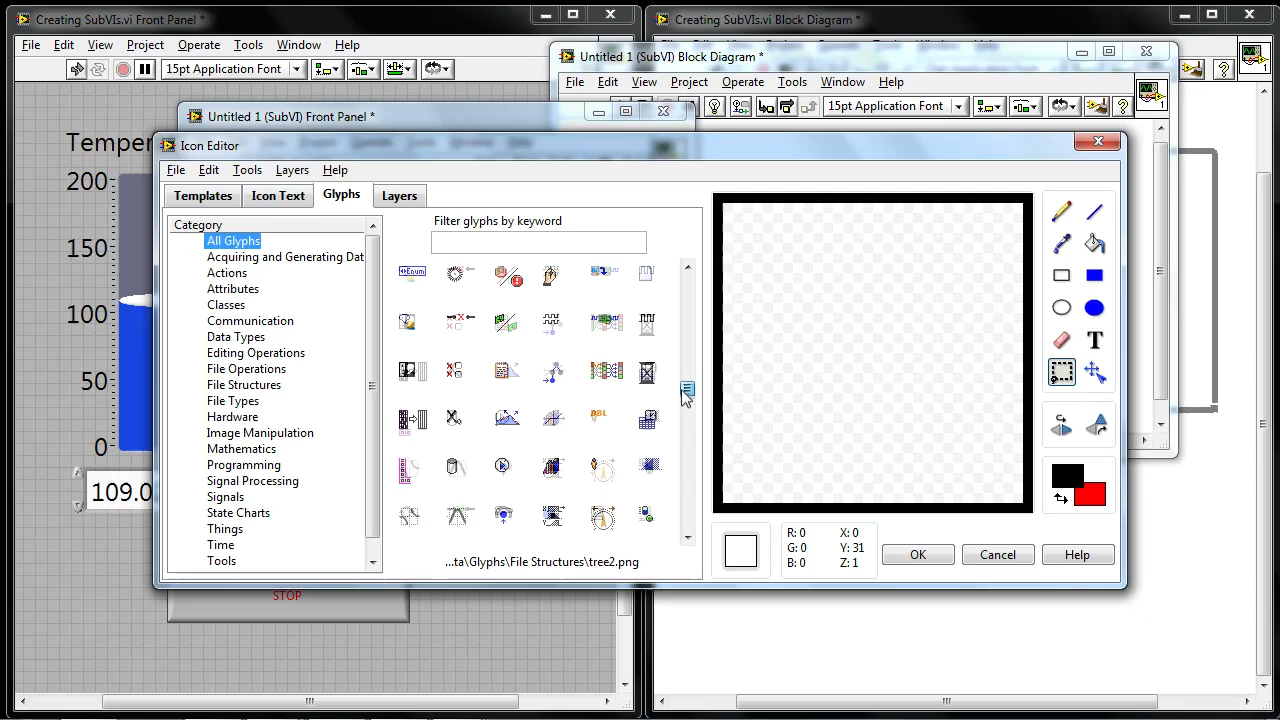 Creating SubVIs.vi Front Panel *
File Edit View Project Operate Tools Window Help
15pt Application Font
Creating SubVIs.vi Block Diagram *
Untitled 1 (SubVI) Block Diagram *
File Edit View Project Operate Tools Window Help
15pt Application Font
Untitled 1 (SubVI) Front Panel *
Temper
200
150
100
50
0
109.0
STOP
Icon Editor
File Edit Tools Layers Help
Templates Icon Text Glyphs Layers
Category
All Glyphs
Acquiring and Generating Dat
Actions
Attributes
Classes
Communication
Data Types
Editing Operations
File Operations
File Structures
File Types
Hardware
Image Manipulation
Mathematics
Programming
Signal Processing
Signals
State Charts
Things
Time
Tools
Filter glyphs by keyword
Enum
ABL
...ta\Glyphs\File Structures\tree2.png
T
R: 0 X: 0
G: 0 Y: 31
B: 0 Z: 1
OK Cancel Help